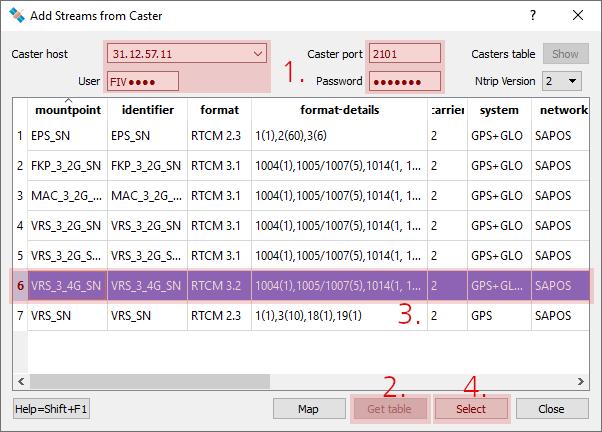 Add Streams from Caster ? ×
Caster host 31.12.57.11 Caster port 2101 Casters table Show
User FIV●●●● 1. Password ●●●●●●● Ntrip Version 2
mountpoint identifier format format-details carrier system network
1 EPS_SN EPS_SN RTCM 2.3 1(1),2(60),3(6) 2 GPS+GLO SAPOS
2 FKP_3_2G_SN FKP_3_2G_SN RTCM 3.1 1004(1),1005/1007(5),1014(1, 1... 2 GPS+GLO SAPOS
3 MAC_3_2G_... MAC_3_2G_... RTCM 3.1 1004(1),1005/1007(5),1014(1, 1... 2 GPS+GLO SAPOS
4 VRS_3_2G_SN VRS_3_2G_SN RTCM 3.1 1004(1),1005/1007(5),1014(1, 1... 2 GPS+GLO SAPOS
5 VRS_3_2G_S... VRS_3_2G_S... RTCM 3.1 1004(1),1005/1007(5),1014(1, 1... 2 GPS+GLO SAPOS
6 VRS_3_4G_SN VRS_3_4G_SN RTCM 3.2 1004(1),1005/1007(5),1014(1, 1... 2 GPS+GL... SAPOS
7 VRS_SN VRS_SN RTCM 2.3 1(1),3(10),18(1),19(1) 3. 2 GPS SAPOS
2. 4.
Help=Shift+F1 Map Get table Select Close